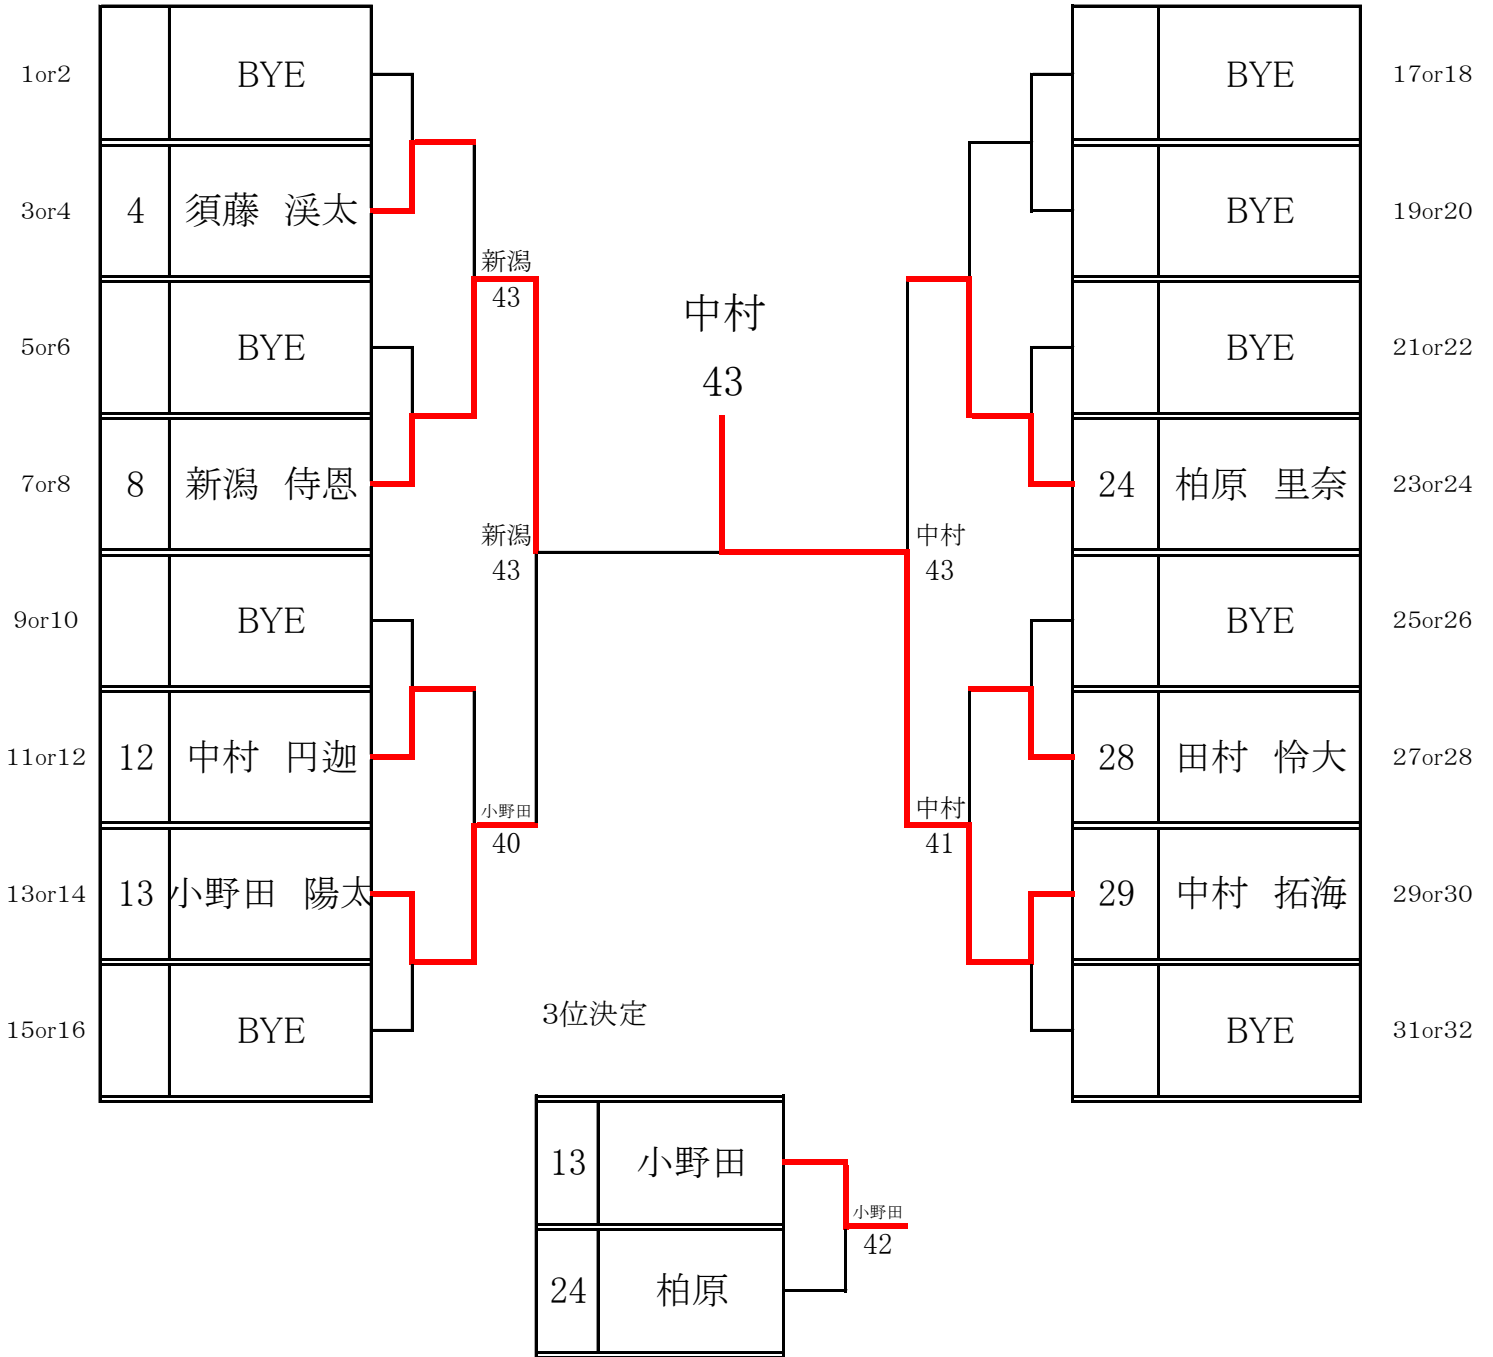 1or2 BYE
3or4 4 須藤 渓太
5or6 BYE
7or8 8 新潟 侍恩
9or10 BYE
11or12 12 中村 円迦
13or14 13 小野田 陽太
15or16 BYE
新潟
43
新潟
43
小野田
40
中村
43
中村
43
中村
41
BYE 17or18
BYE 19or20
BYE 21or22
24 柏原 里奈 23or24
BYE 25or26
28 田村 怜大 27or28
29 中村 拓海 29or30
BYE 31or32
3位決定
13 小野田
24 柏原
小野田
42